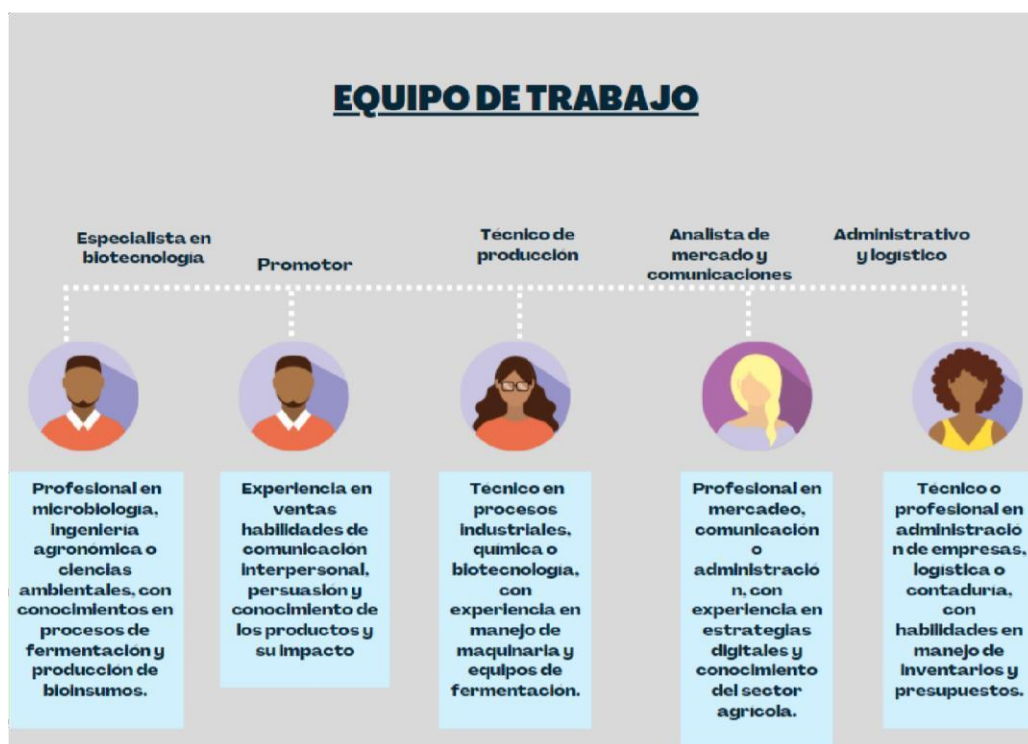 EQUIPO DE TRABAJO
Especialista en
biotecnología
Promotor
Técnico de
producción
Analista de
mercado y
comunicaciones
Administrativo
y logístico
Profesional en
microbiología,
ingeniería
agronómica o
ciencias
ambientales, con
conocimientos en
procesos de
fermentación y
producción de
bioinsumos.
Experiencia en
ventas
habilidades de
comunicación
interpersonal,
persuasión y
conocimiento de
los productos y
su impacto
Técnico en
procesos
industriales,
química o
biotecnología,
con
experiencia en
manejo de
maquinaria y
equipos de
fermentación.
Profesional en
mercadeo,
comunicación
o
administració
n, con
experiencia en
estrategias
digitales y
conocimiento
del sector
agrícola.
Técnico o
profesional en
administració
n de empresas,
logística o
contaduría,
con
habilidades en
manejo de
inventarios y
presupuestos.